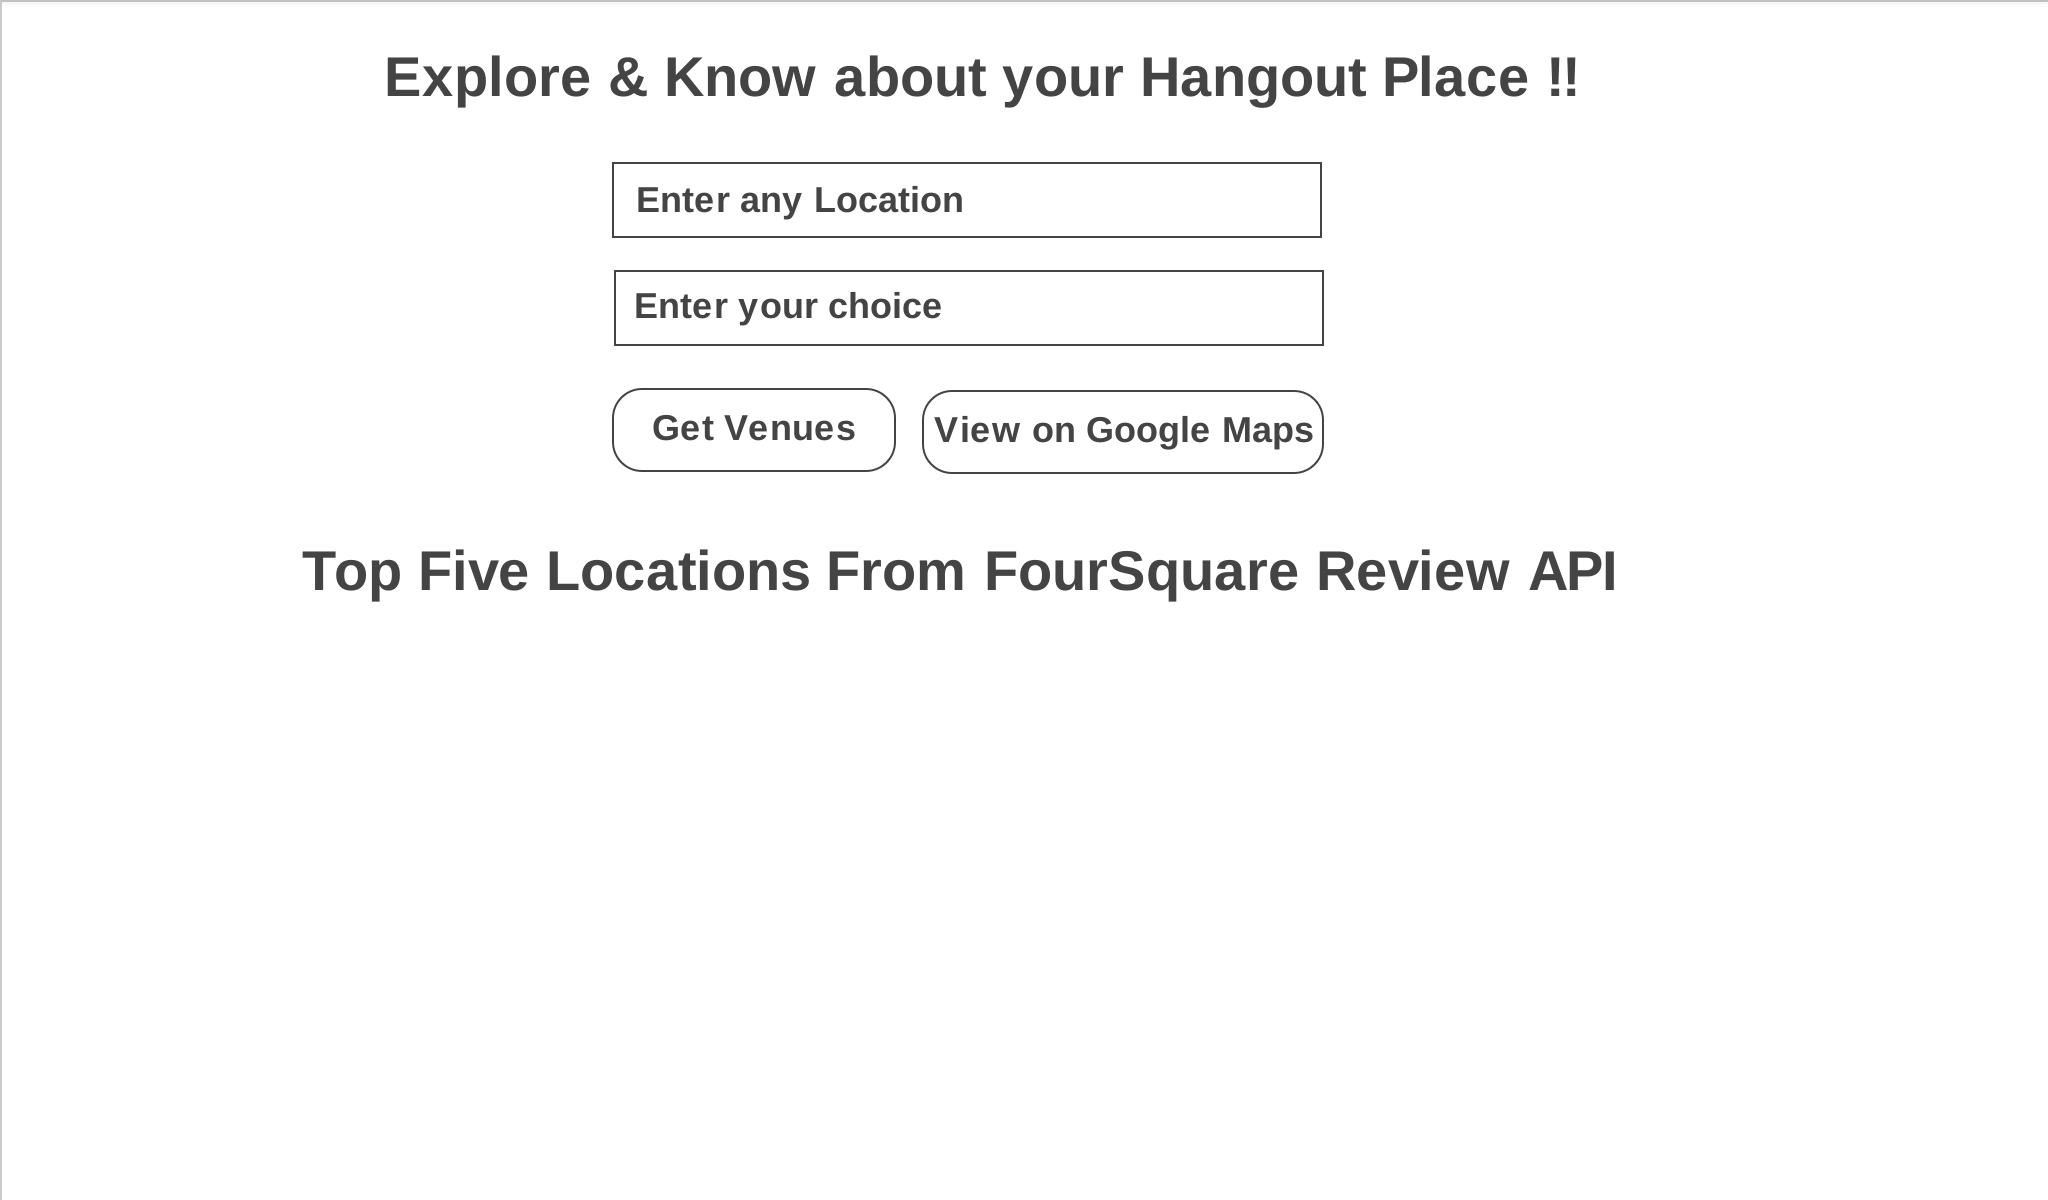 Explore & Know about your Hangout Place !!
Enter any Location
Enter your choice
Get Venues
View on Google Maps
Top Five Locations From FourSquare Review API